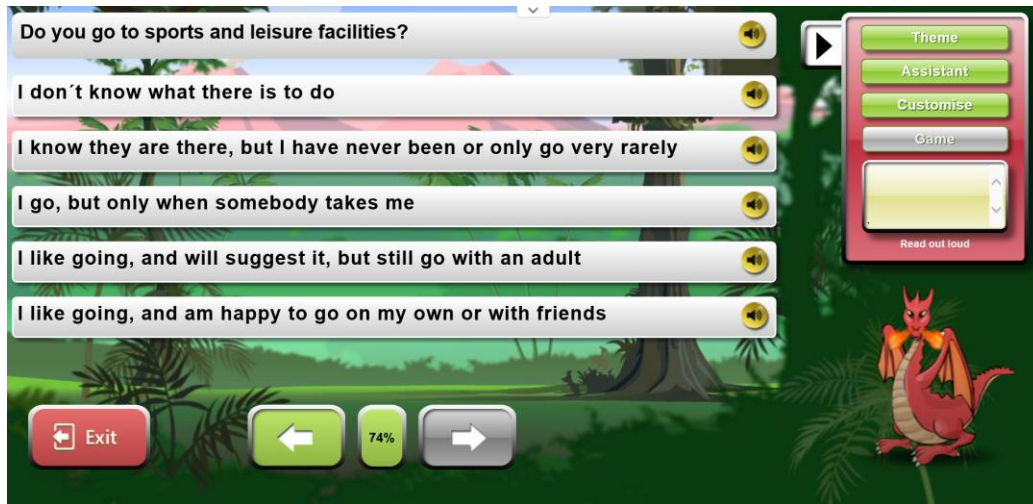 Do you go to sports and leisure facilities?
I don´t know what there is to do
I know they are there, but I have never been or only go very rarely
I go, but only when somebody takes me
I like going, and will suggest it, but still go with an adult
I like going, and am happy to go on my own or with friends
Exit
74%
Theme
Assistant
Customise
Game
.
Read out loud